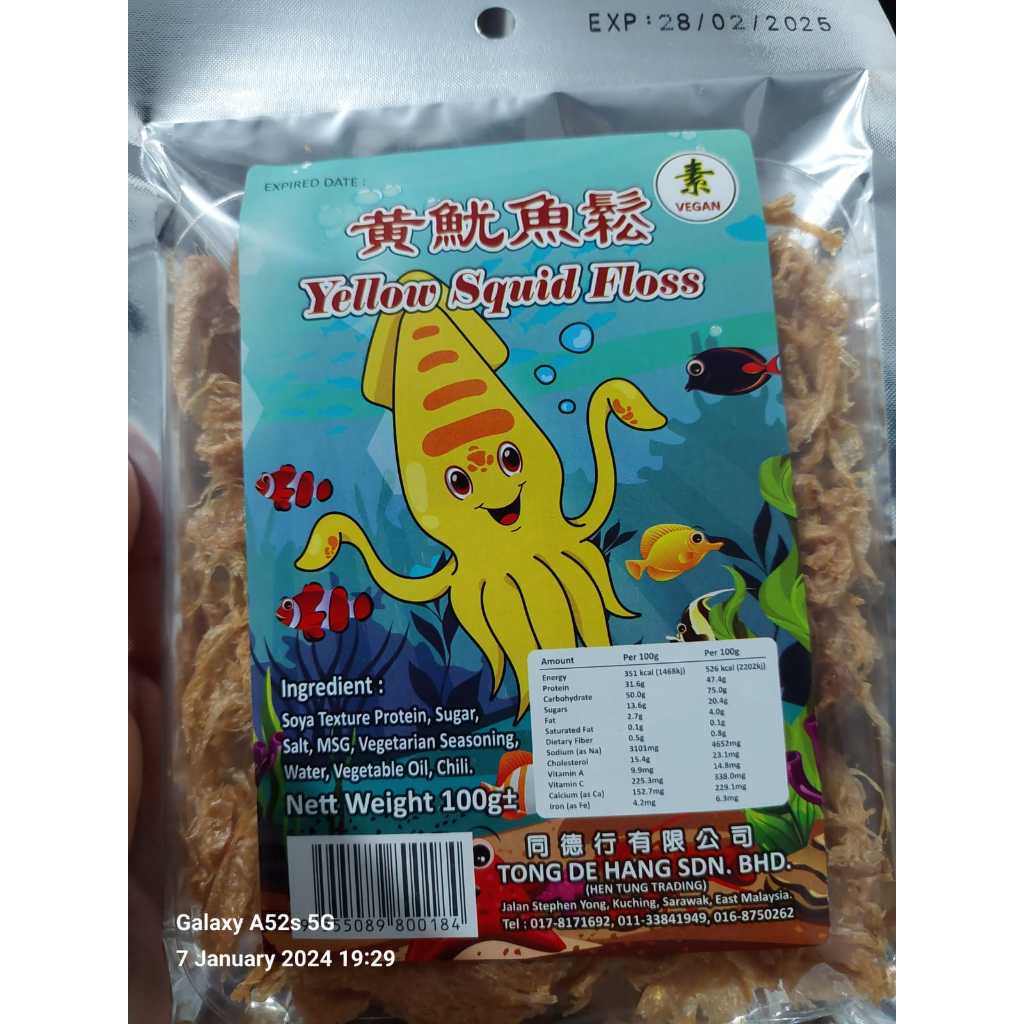 EXP:28/02/2025
EXPIRED DATE :
素
VEGAN
黄魷魚鬆
Yellow Squid Floss
Ingredient :
Soya Texture Protein, Sugar,
Salt, MSG, Vegetarian Seasoning,
Water, Vegetable Oil, Chili.
Nett Weight 100g±
Amount Per 100g Per 100g
Energy 351 kcal (1468kj) 526 kcal (2202kj)
Protein 31.6g 47.4g
Carbohydrate 50.0g 75.0g
Sugars 13.6g 20.4g
Fat 2.7g 4.0g
Saturated Fat 0.1g 0.1g
Dietary Fiber 0.5g 0.8g
Sodium (as Na) 3101mg 4652mg
Cholesterol 15.4g 23.1mg
Vitamin A 9.9mg 14.8mg
Vitamin C 225.3mg 338.0mg
Calcium (as Ca) 152.7mg 229.1mg
Iron (as Fe) 4.2mg 6.3mg
同德行有限公司
TONG DE HANG SDN. BHD.
(HEN TUNG TRADING)
Jalan Stephen Yong, Kuching, Sarawak, East Malaysia.
Tel : 017-8171692, 011-33841949, 016-8750262
55089 800184
Galaxy A52s 5G
7 January 2024 19:29